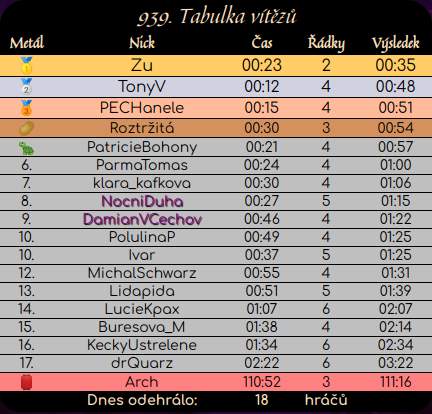 939. Tabulka vítězů
Metál Nick Čas Řádky Výsledek
1 Zu 00:23 2 00:35
2 TonyV 00:12 4 00:48
3 PECHanele 00:15 4 00:51
Roztržitá 00:30 3 00:54
PatricieBohony 00:21 4 00:57
6. ParmaTomas 00:24 4 01:00
7. klara_kafkova 00:30 4 01:06
8. NocniDuha 00:27 5 01:15
9. DamianVCechov 00:46 4 01:22
10. PolulinaP 00:49 4 01:25
10. Ivar 00:37 5 01:25
12. MichalSchwarz 00:55 4 01:31
13. Lidapida 00:51 5 01:39
14. LucieKpax 01:07 6 02:07
15. Buresova_M 01:38 4 02:14
16. KeckyUstrelene 01:34 6 02:34
17. drQuarz 02:22 6 03:22
Arch 110:52 3 111:16
Dnes odehrálo: 18 hráčů